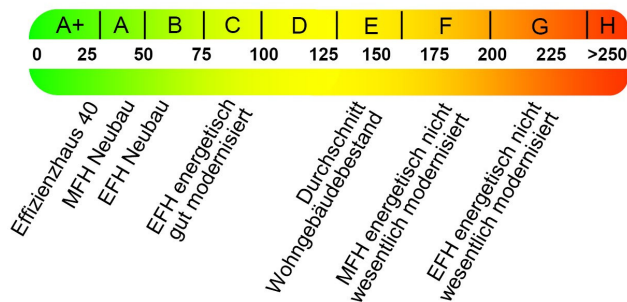 A+ A B C D E F G H
0 25 50 75 100 125 150 175 200 225 >250
Effizienzhaus 40
MFH Neubau
EFH Neubau
EFH energetisch
gut modernisiert
Durchschnitt
Wohngebäudebestand
MFH energetisch nicht
wesentlich modernisiert
EFH energetisch nicht
wesentlich modernisiert